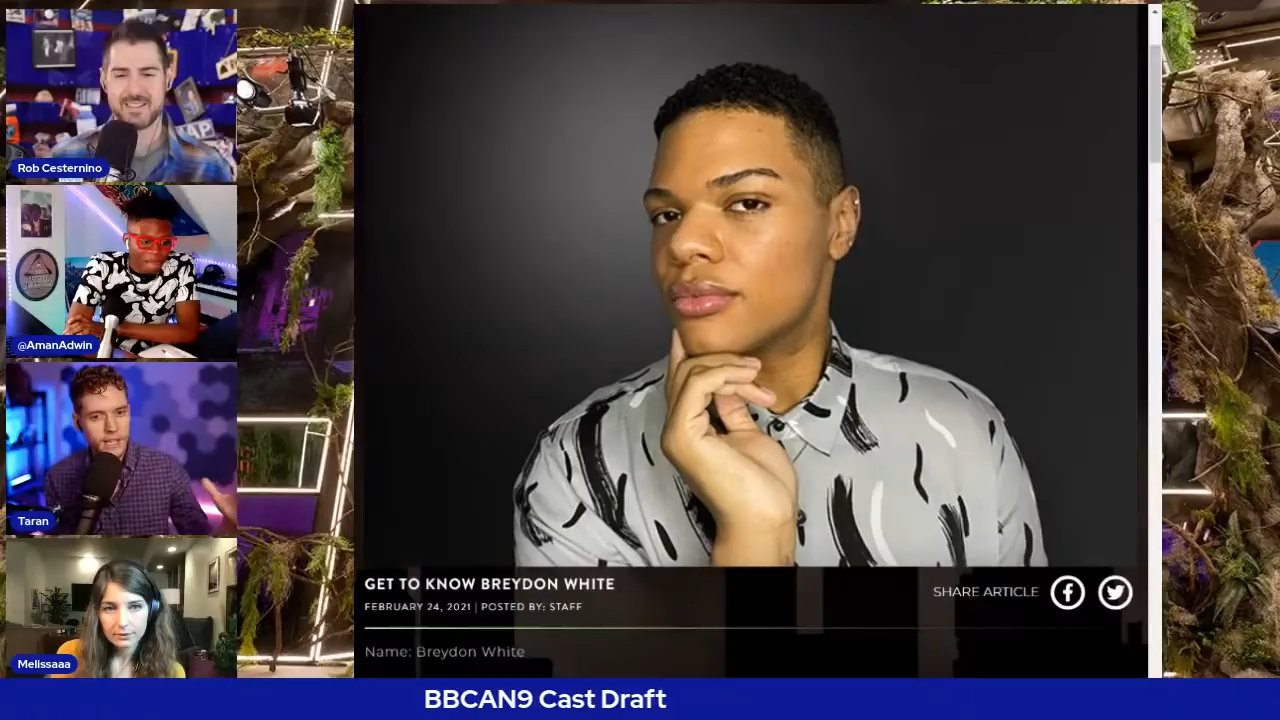 Rob Cesternino
@AmanAdwin
Taran
Melissaaa
GET TO KNOW BREYDON WHITE
FEBRUARY 24, 2021 | POSTED BY: STAFF
SHARE ARTICLE
Name: Breydon White
BBCAN9 Cast Draft